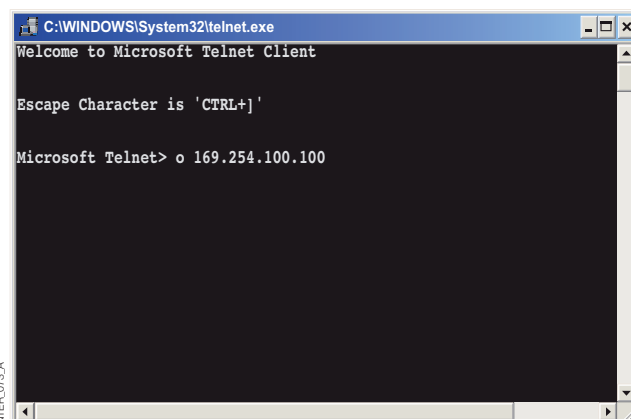 C:\WINDOWS\System32\telnet.exe
Welcome to Microsoft Telnet Client
Escape Character is 'CTRL+]'
Microsoft Telnet> o 169.254.100.100